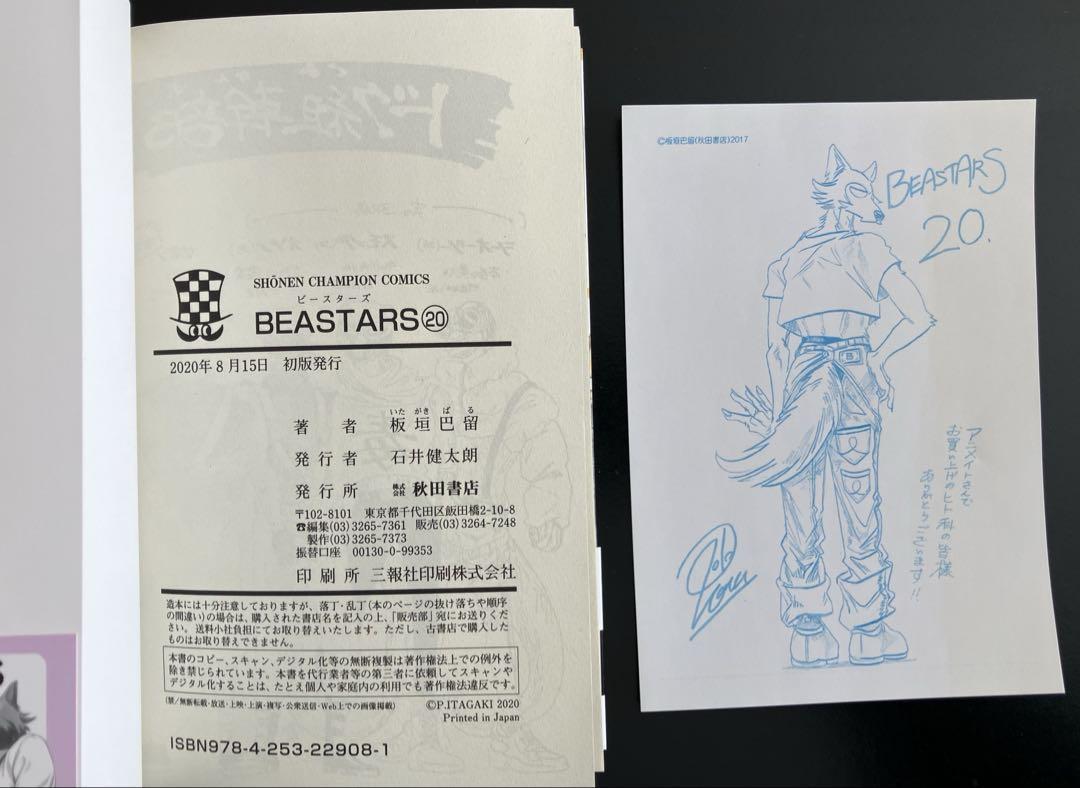 SHŌNEN CHAMPION COMICS
ビースターズ
BEASTARS⑳
2020年8月15日 初版発行
いたがきぱる
著者 板垣巴留
発行者 石井健太朗
発行所 株式会社 秋田書店
〒102-8101 東京都千代田区飯田橋2-10-8
☎編集(03)3265-7361 販売(03)3264-7248
製作(03)3265-7373
振替口座 00130-0-99353
印刷所 三報社印刷株式会社
造本には十分注意しておりますが、落丁・乱丁(本のページの抜け落ちや順序
の間違い)の場合は、購入された書店名を記入の上、「販売部」宛にお送りくださ
い。送料小社負担にてお取り替えいたします。ただし、古書店で購入した
ものはお取り替えできません。
本書のコピー、スキャン、デジタル化等の無断複製は著作権法上での例外を
除き禁じられています。本書を代行業者等の第三者に依頼してスキャンや
デジタル化することは、たとえ個人や家庭内の利用でも著作権法違反です。
(禁/無断転載・放送・上映・上演・複写・公衆送信・Web上での画像掲載)
©P.ITAGAKI 2020
Printed in Japan
ISBN978-4-253-22908-1
©板垣巴留(秋田書店)2017
BEASTARS
20.
アニメイトさんで
お買い上げのヒト科の皆様
ありがとうございます!!